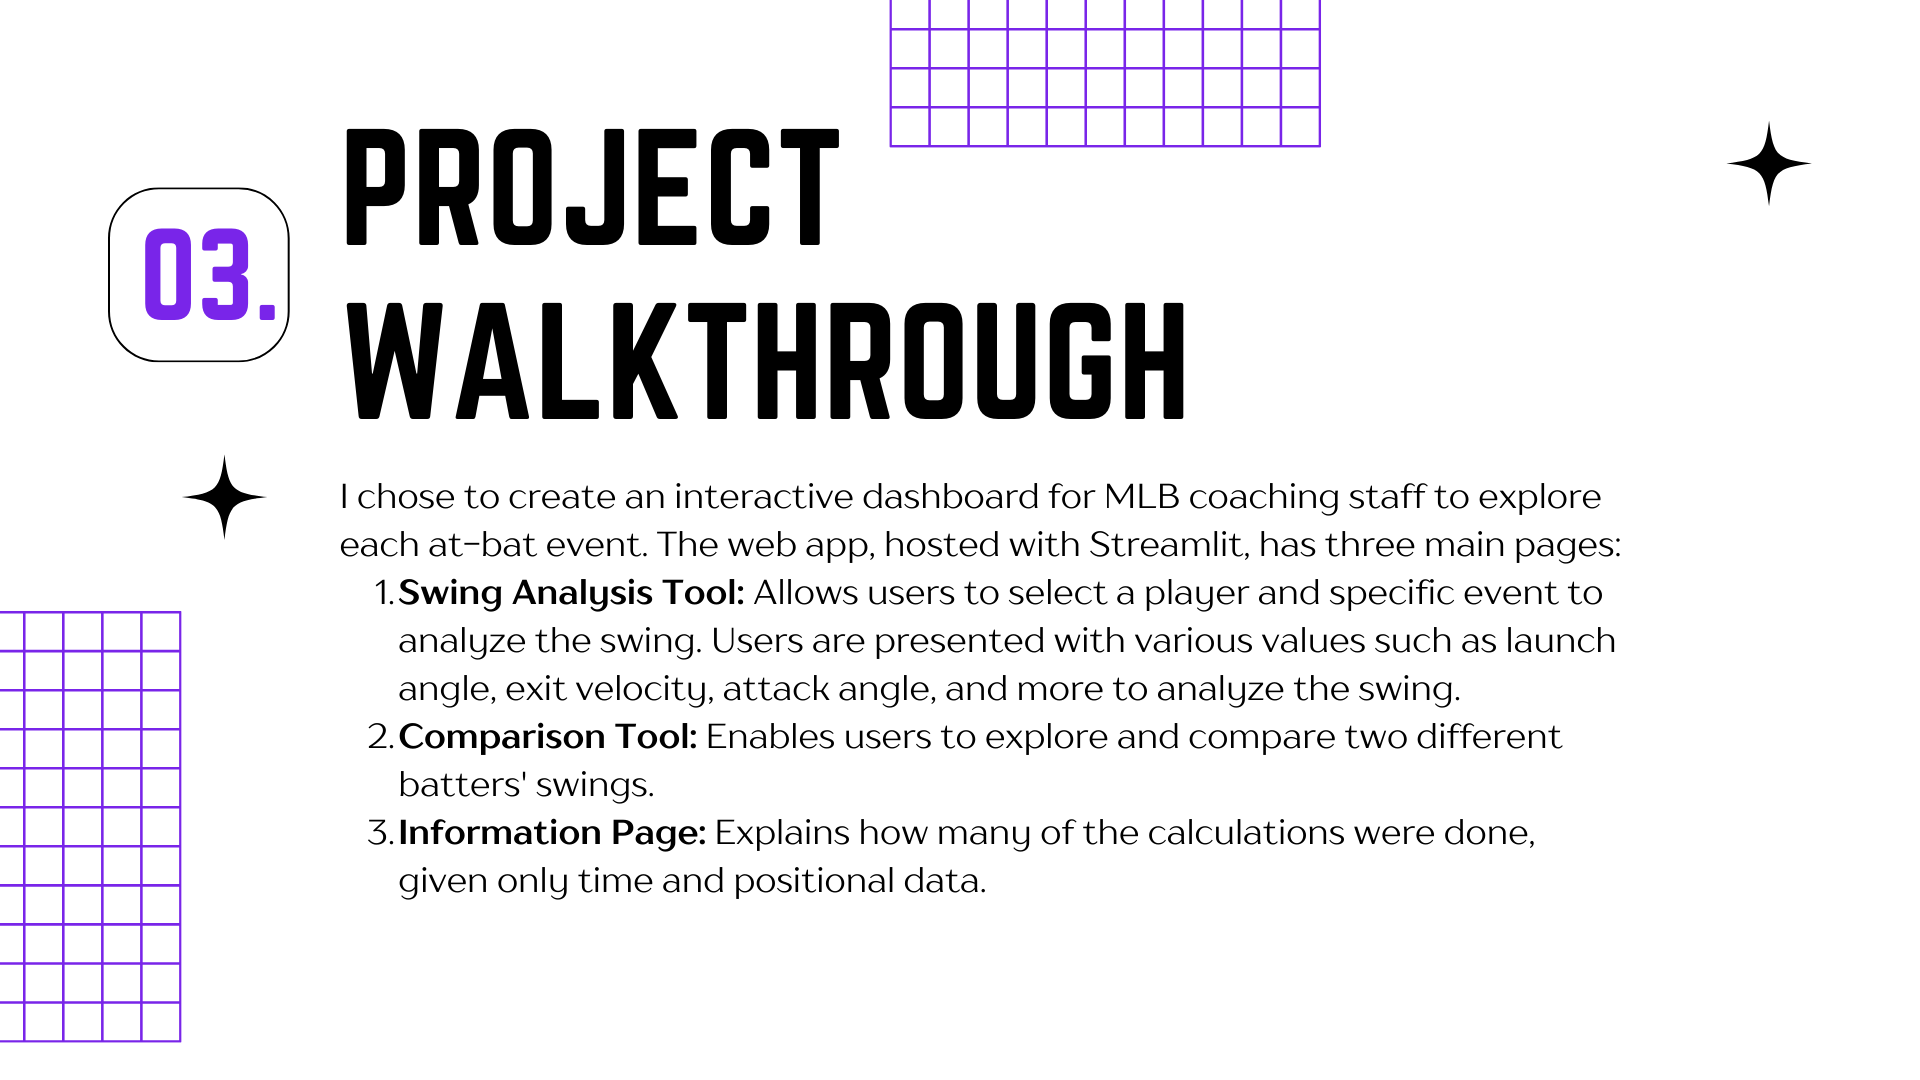 03.
PROJECT
WALKTHROUGH
I chose to create an interactive dashboard for MLB coaching staff to explore
each at-bat event. The web app, hosted with Streamlit, has three main pages:
1. Swing Analysis Tool: Allows users to select a player and specific event to
analyze the swing. Users are presented with various values such as launch
angle, exit velocity, attack angle, and more to analyze the swing.
2. Comparison Tool: Enables users to explore and compare two different
batters' swings.
3. Information Page: Explains how many of the calculations were done,
given only time and positional data.